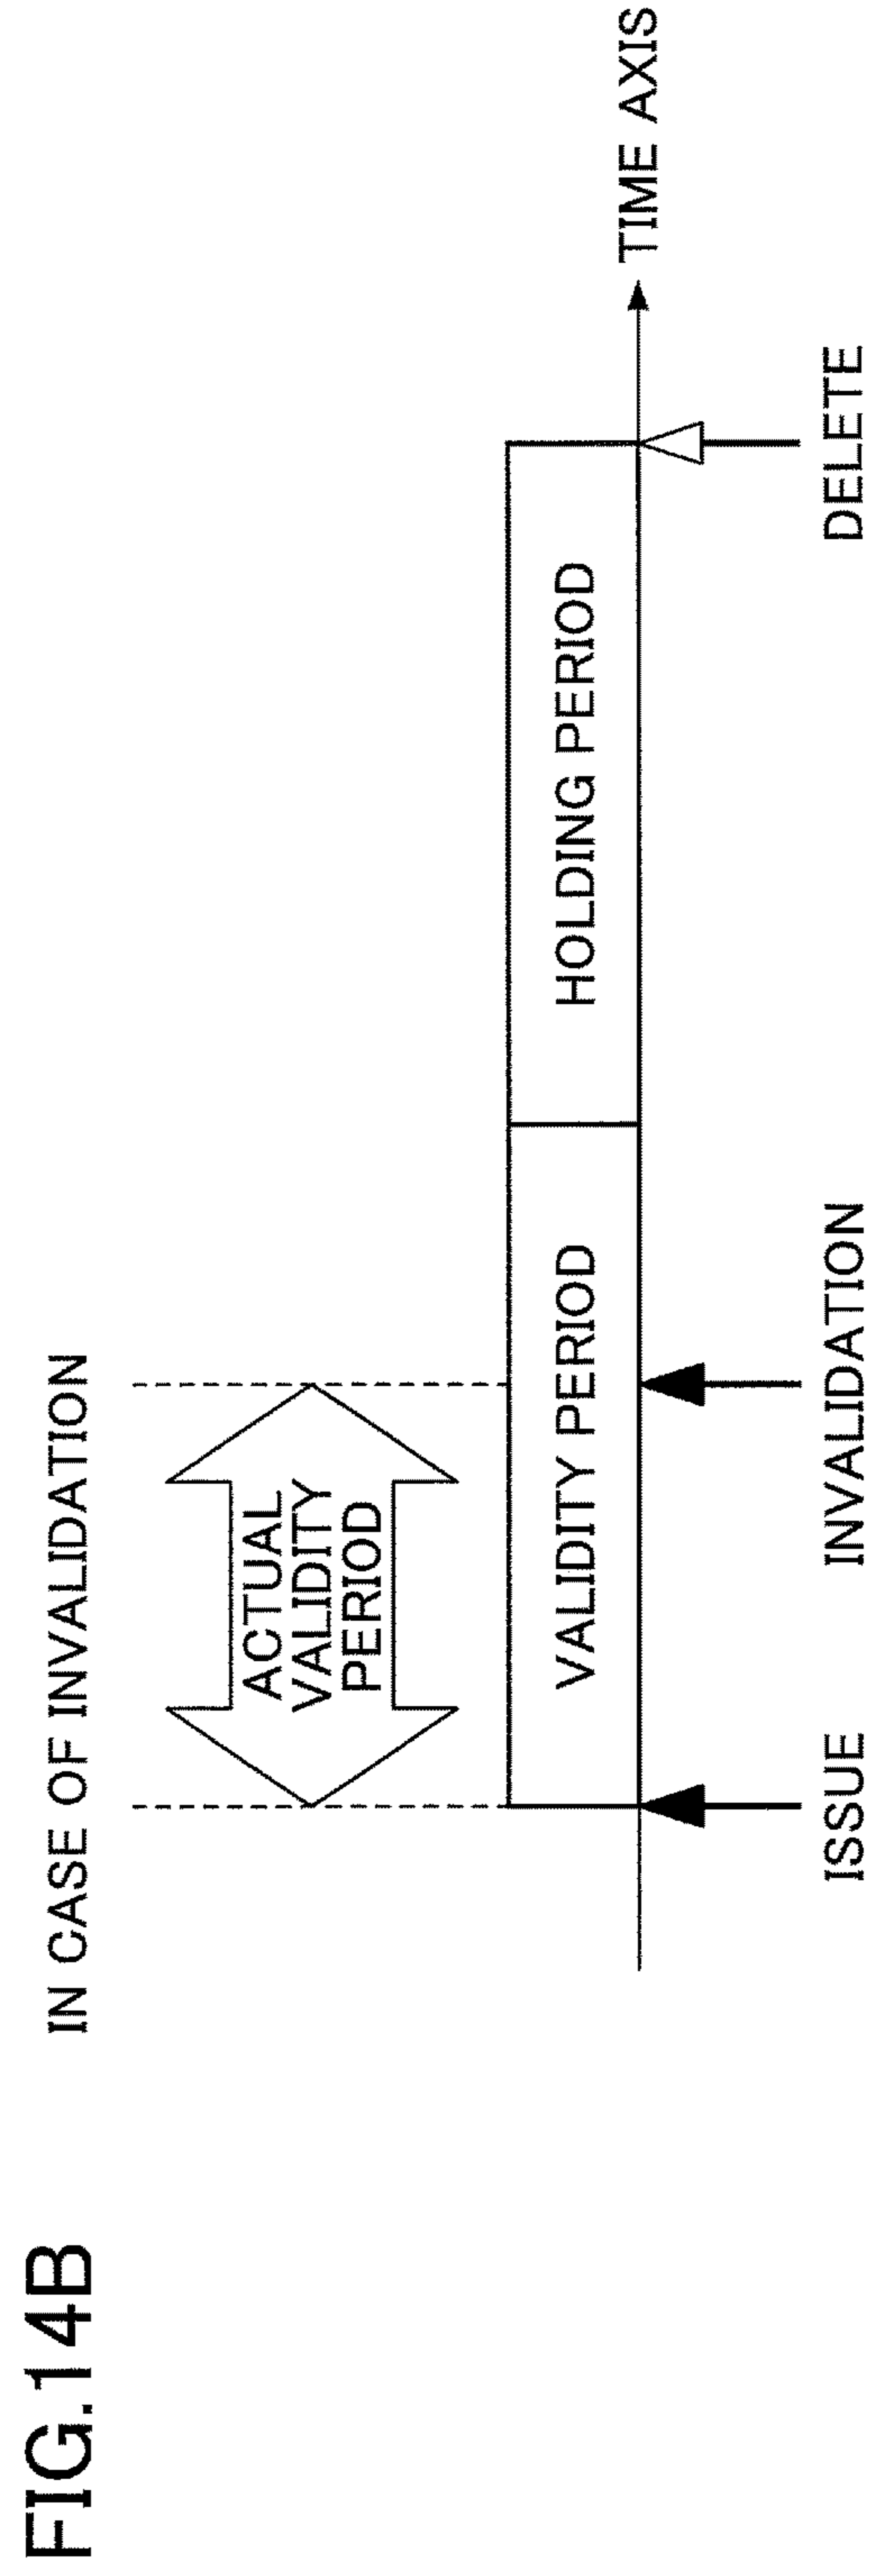 FIG.14B
IN CASE OF INVALIDATION
ACTUAL
VALIDITY
PERIOD
VALIDITY PERIOD
HOLDING PERIOD
TIME AXIS
ISSUE
INVALIDATION
DELETE